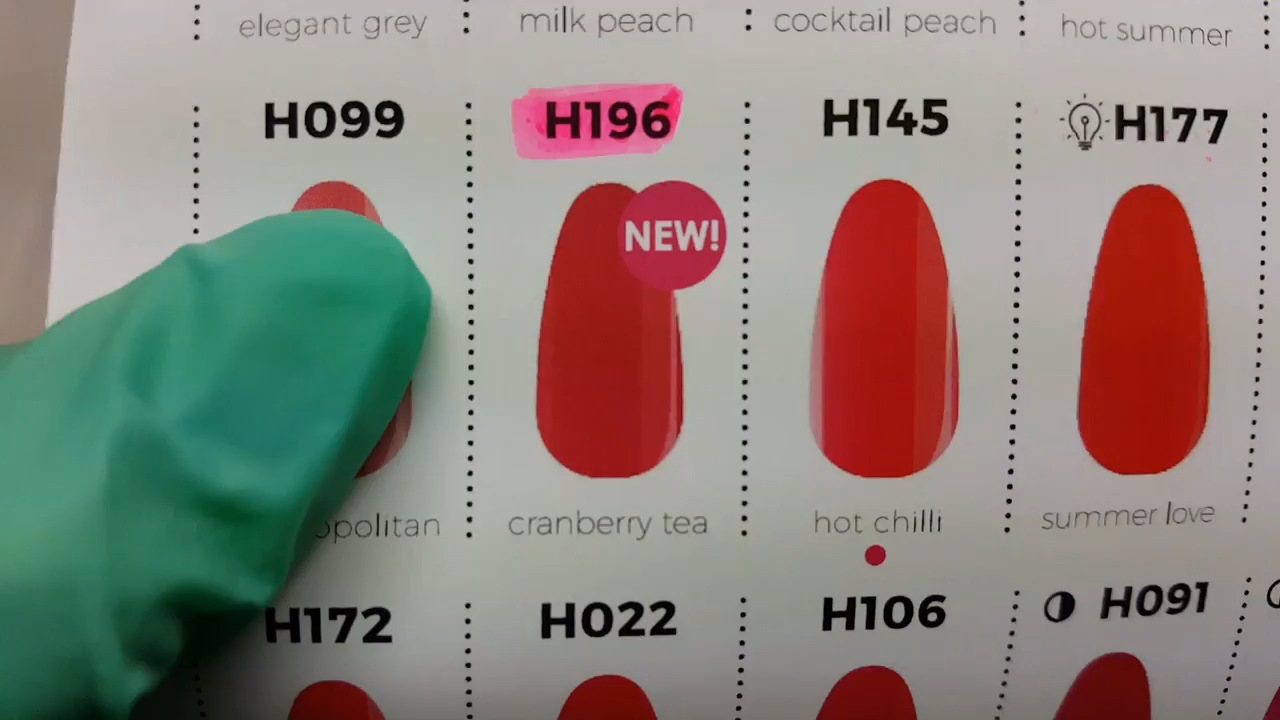 elegant grey
milk peach
cocktail peach
hot summer
H099
H196
H145
H177
NEW!
opolitan
cranberry tea
hot chilli
summer love
H172
H022
H106
H091